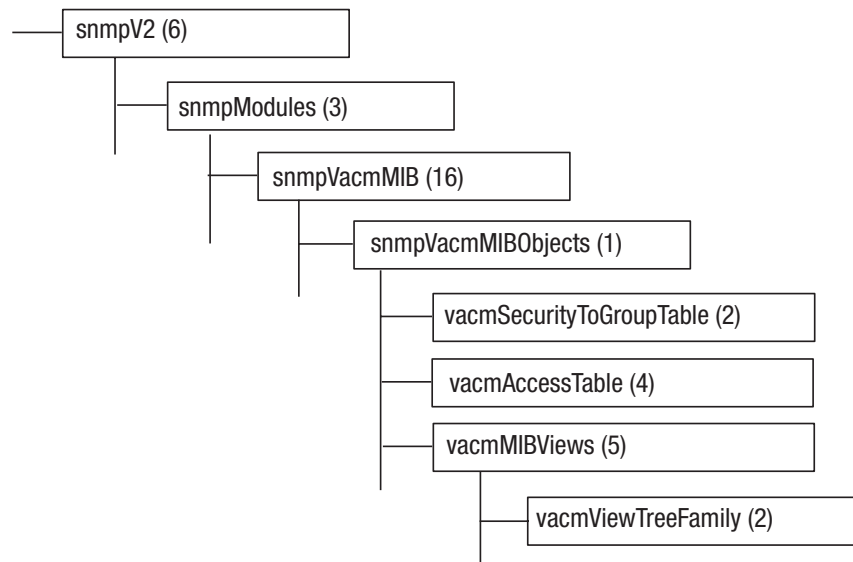 snmpV2 (6)
snmpModules (3)
snmpVacmMIB (16)
snmpVacmMIBObjects (1)
vacmSecurityToGroupTable (2)
vacmAccessTable (4)
vacmMIBViews (5)
vacmViewTreeFamily (2)